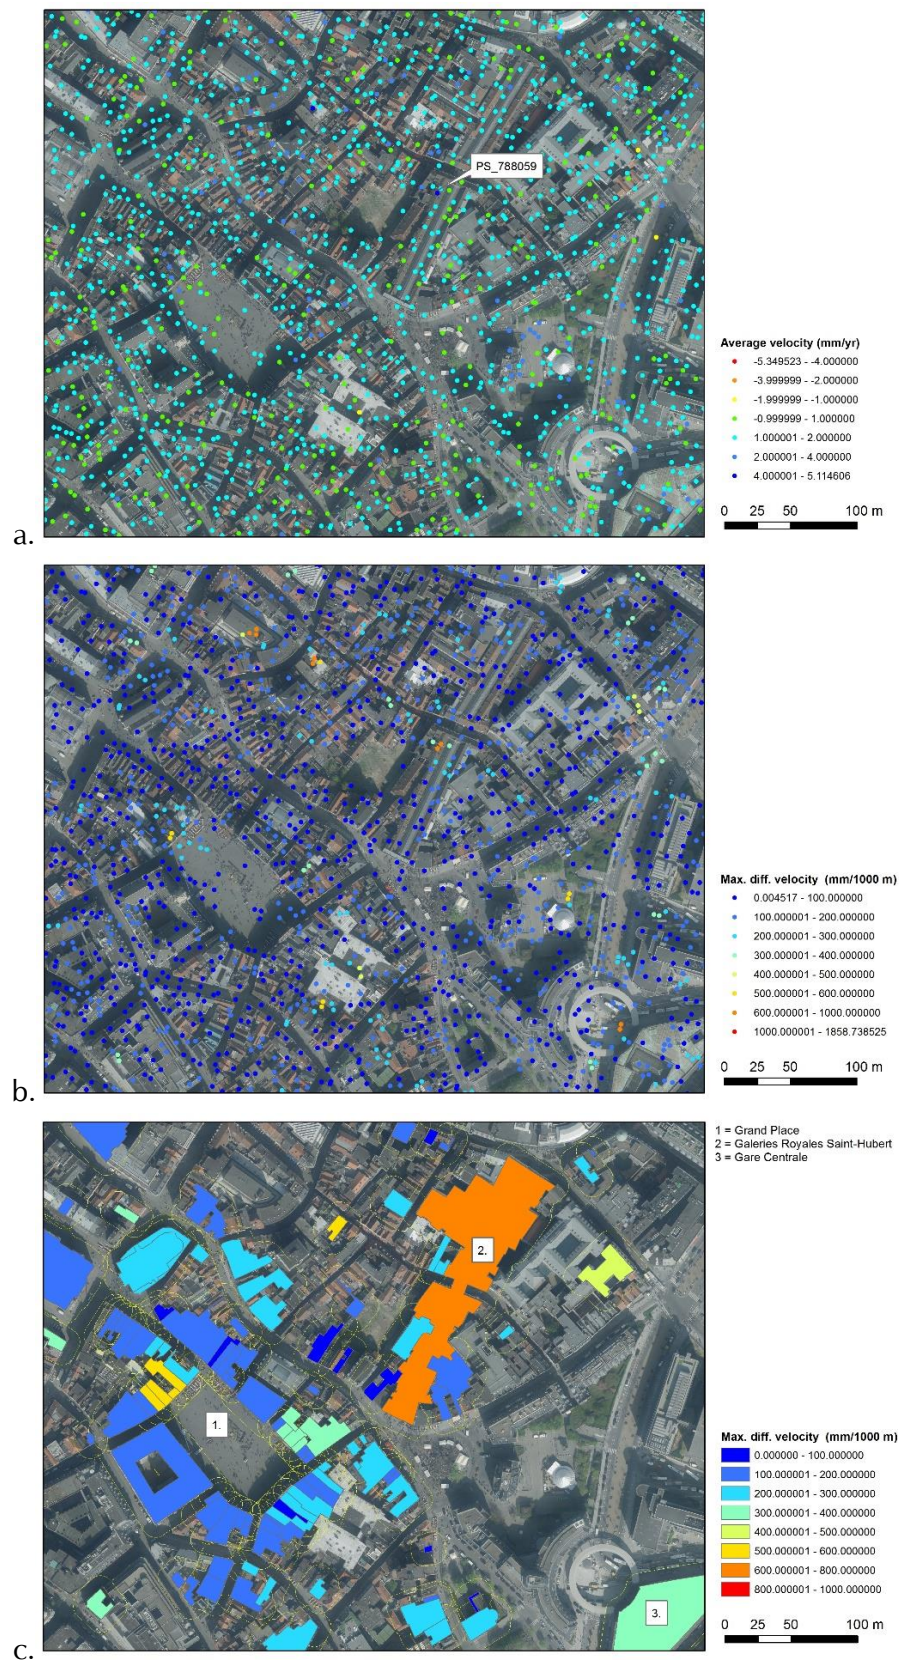 PS_788059
Average velocity (mm/yr)
-5.349523 - -4.000000
-3.999999 - -2.000000
-1.999999 - -1.000000
-0.999999 - 1.000000
1.000001 - 2.000000
2.000001 - 4.000000
4.000001 - 5.114606
0 25 50 100 m
a.
Max. diff. velocity (mm/1000 m)
0.004517 - 100.000000
100.000001 - 200.000000
200.000001 - 300.000000
300.000001 - 400.000000
400.000001 - 500.000000
500.000001 - 600.000000
600.000001 - 1000.000000
1000.000001 - 1858.738525
0 25 50 100 m
b.
1 = Grand Place
2 = Galeries Royales Saint-Hubert
3 = Gare Centrale
2.
1.
Max. diff. velocity (mm/1000 m)
0.000000 - 100.000000
100.000001 - 200.000000
200.000001 - 300.000000
300.000001 - 400.000000
400.000001 - 500.000000
500.000001 - 600.000000
600.000001 - 800.000000
800.000001 - 1000.000000
3.
0 25 50 100 m
c.